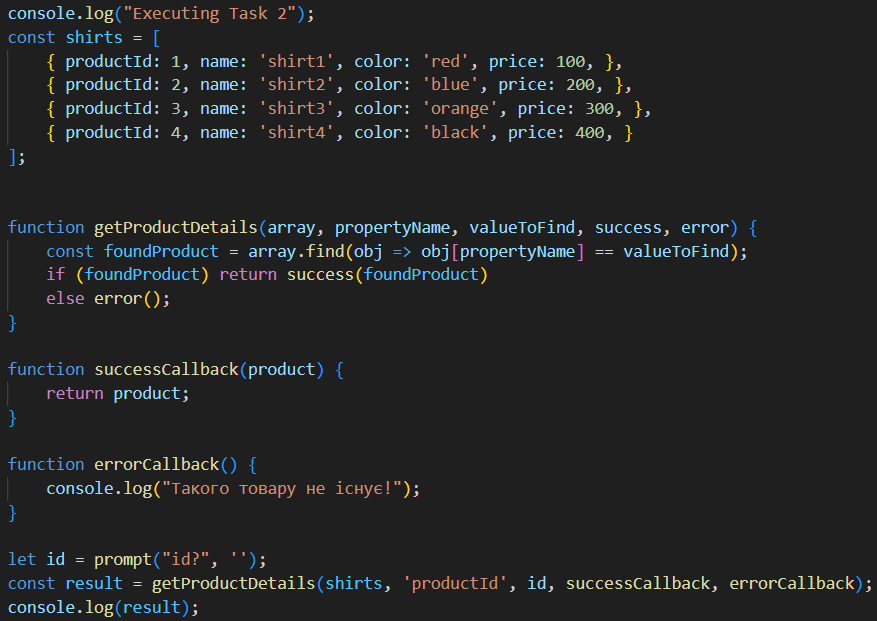 console.log("Executing Task 2");
const shirts = [
    { productId: 1, name: 'shirt1', color: 'red', price: 100, },
    { productId: 2, name: 'shirt2', color: 'blue', price: 200, },
    { productId: 3, name: 'shirt3', color: 'orange', price: 300, },
    { productId: 4, name: 'shirt4', color: 'black', price: 400, }
];
function getProductDetails(array, propertyName, valueToFind, success, error) {
    const foundProduct = array.find(obj => obj[propertyName] == valueToFind);
    if (foundProduct) return success(foundProduct)
    else error();
}
function successCallback(product) {
    return product;
}
function errorCallback() {
    console.log("Такого товару не існує!");
}
let id = prompt("id?", '');
const result = getProductDetails(shirts, 'productId', id, successCallback, errorCallback);
console.log(result);